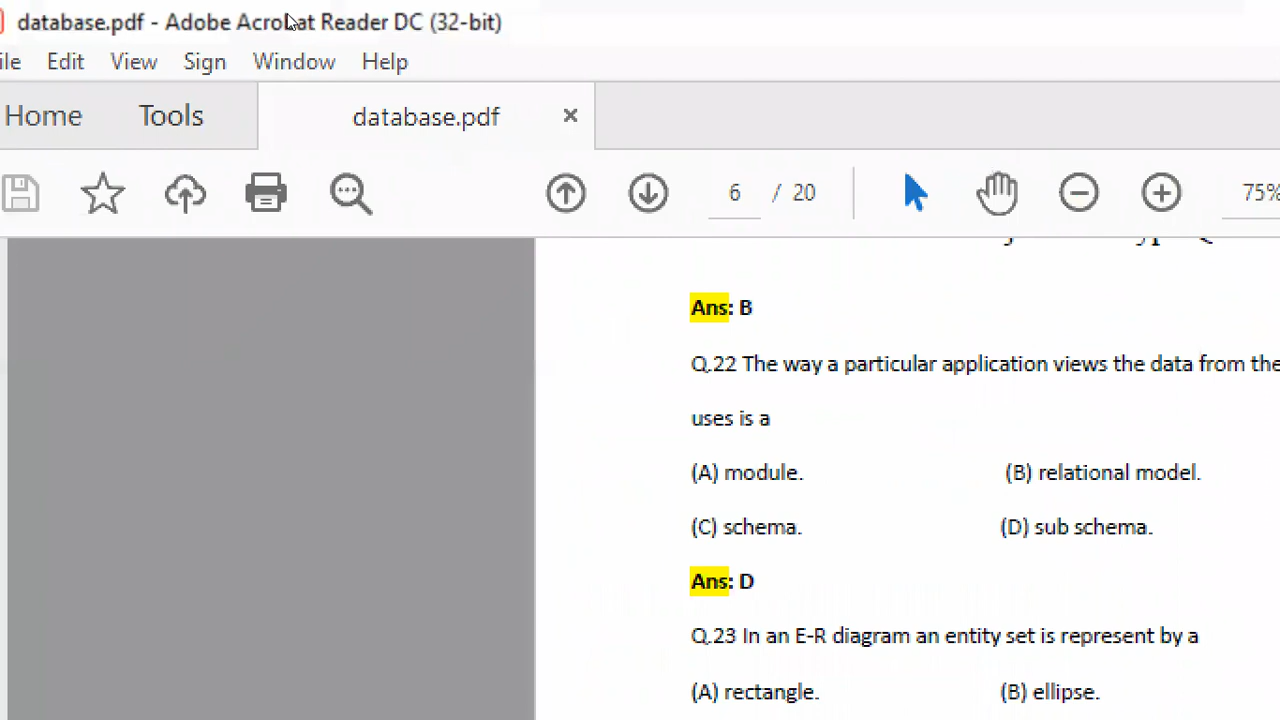 database.pdf - Adobe Acrobat Reader DC (32-bit)
ile Edit View Sign Window Help
Home Tools database.pdf ×
6 / 20 75%
Ans: B
Q.22 The way a particular application views the data from the
uses is a
(A) module. (B) relational model.
(C) schema. (D) sub schema.
Ans: D
Q.23 In an E-R diagram an entity set is represent by a
(A) rectangle. (B) ellipse.